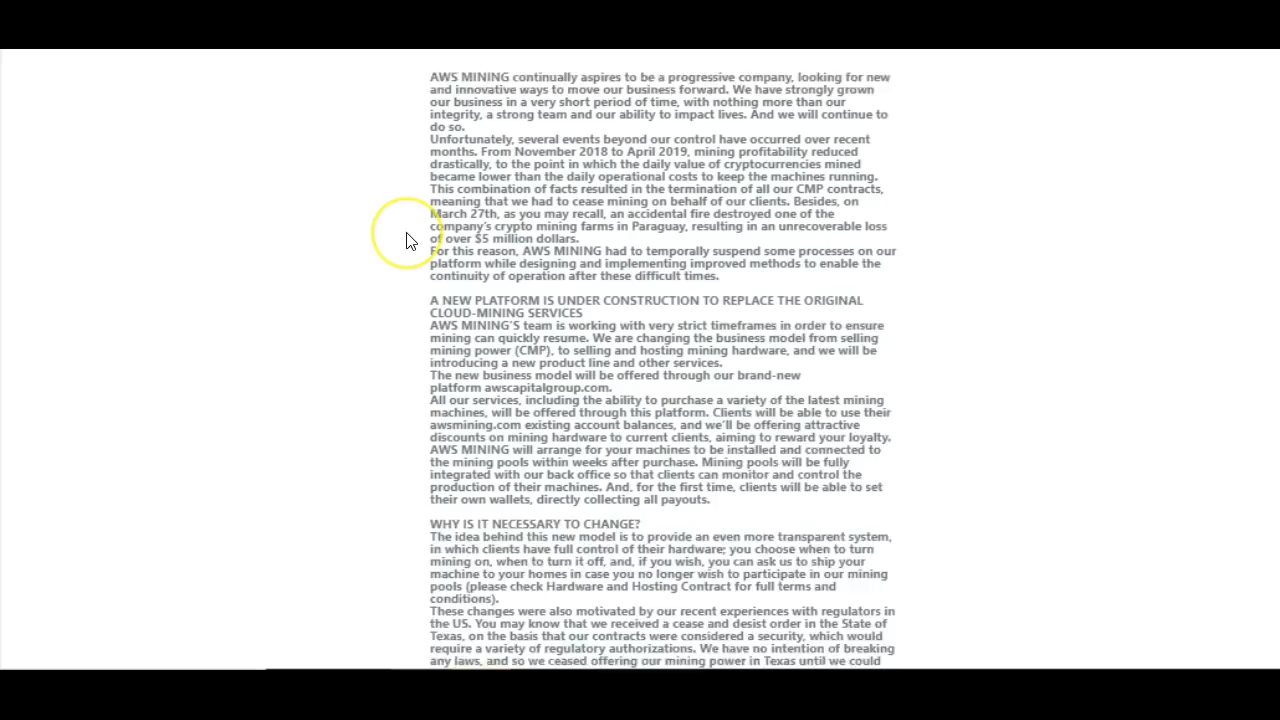 AWS MINING continually aspires to be a progressive company, looking for new
and innovative ways to move our business forward. We have strongly grown
our business in a very short period of time, with nothing more than our
integrity, a strong team and our ability to impact lives. And we will continue to
do so.
Unfortunately, several events beyond our control have occurred over recent
months. From November 2018 to April 2019, mining profitability reduced
drastically, to the point in which the daily value of cryptocurrencies mined
became lower than the daily operational costs to keep the machines running.
This combination of facts resulted in the termination of all our CMP contracts,
meaning that we had to cease mining on behalf of our clients. Besides, on
March 27th, as you may recall, an accidental fire destroyed one of the
company's crypto mining farms in Paraguay, resulting in an unrecoverable loss
of over $5 million dollars.
For this reason, AWS MINING had to temporally suspend some processes on our
platform while designing and implementing improved methods to enable the
continuity of operation after these difficult times.
A NEW PLATFORM IS UNDER CONSTRUCTION TO REPLACE THE ORIGINAL
CLOUD-MINING SERVICES
AWS MINING'S team is working with very strict timeframes in order to ensure
mining can quickly resume. We are changing the business model from selling
mining power (CMP), to selling and hosting mining hardware, and we will be
introducing a new product line and other services.
The new business model will be offered through our brand-new
platform awscapitalgroup.com.
All our services, including the ability to purchase a variety of the latest mining
machines, will be offered through this platform. Clients will be able to use their
awsmining.com existing account balances, and we'll be offering attractive
discounts on mining hardware to current clients, aiming to reward your loyalty.
AWS MINING will arrange for your machines to be installed and connected to
the mining pools within weeks after purchase. Mining pools will be fully
integrated with our back office so that clients can monitor and control the
production of their machines. And, for the first time, clients will be able to set
their own wallets, directly collecting all payouts.
WHY IS IT NECESSARY TO CHANGE?
The idea behind this new model is to provide an even more transparent system,
in which clients have full control of their hardware; you choose when to turn
mining on, when to turn it off, and, if you wish, you can ask us to ship your
machine to your homes in case you no longer wish to participate in our mining
pools (please check Hardware and Hosting Contract for full terms and
conditions).
These changes were also motivated by our recent experiences with regulators in
the US. You may know that we received a cease and desist order in the State of
Texas, on the basis that our contracts were considered a security, which would
require a variety of regulatory authorizations. We have no intention of breaking
any laws, and so we ceased offering our mining power in Texas until we could